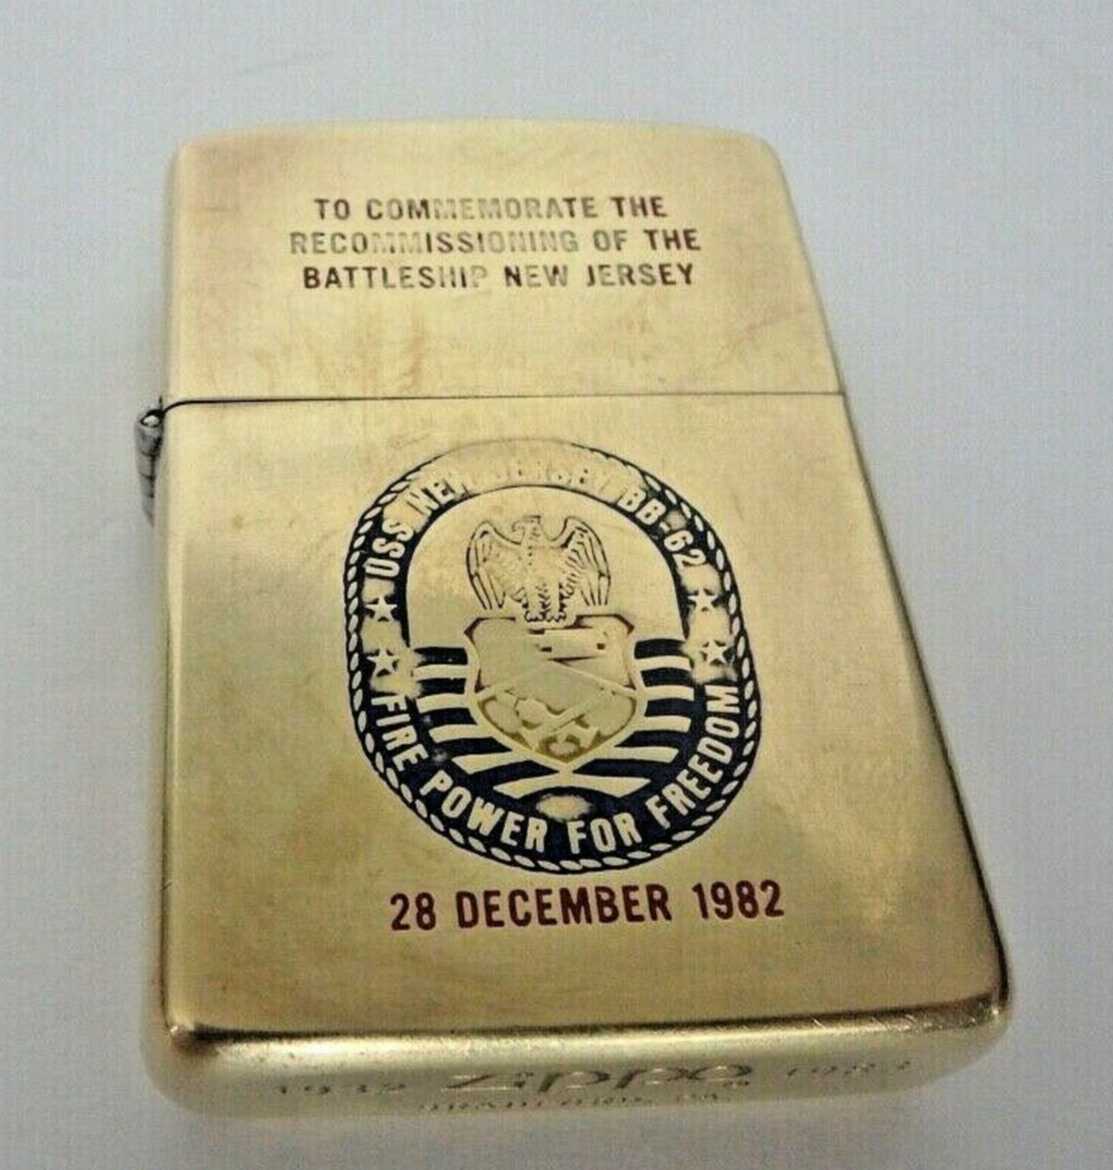 TO COMMEMORATE THE
RECOMMISSIONING OF THE
BATTLESHIP NEW JERSEY
USS NEW JERSEY BB-62
FIRE POWER FOR FREEDOM
28 DECEMBER 1982
1932 Zippo